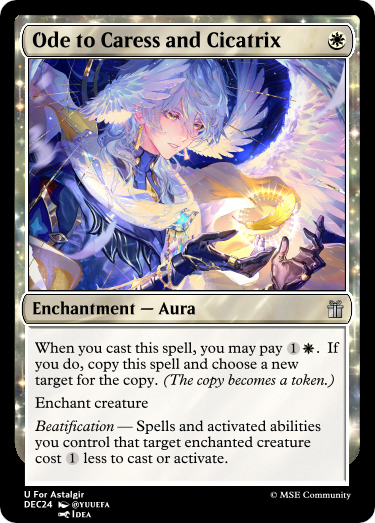 Ode to Caress and Cicatrix
Enchantment — Aura
When you cast this spell, you may pay 1. If
you do, copy this spell and choose a new
target for the copy. (The copy becomes a token.)
Enchant creature
Beatification — Spells and activated abilities
you control that target enchanted creature
cost 1 less to cast or activate.
U For Astalgir
DEC24 @YUUEFA
IDEA
© MSE Community